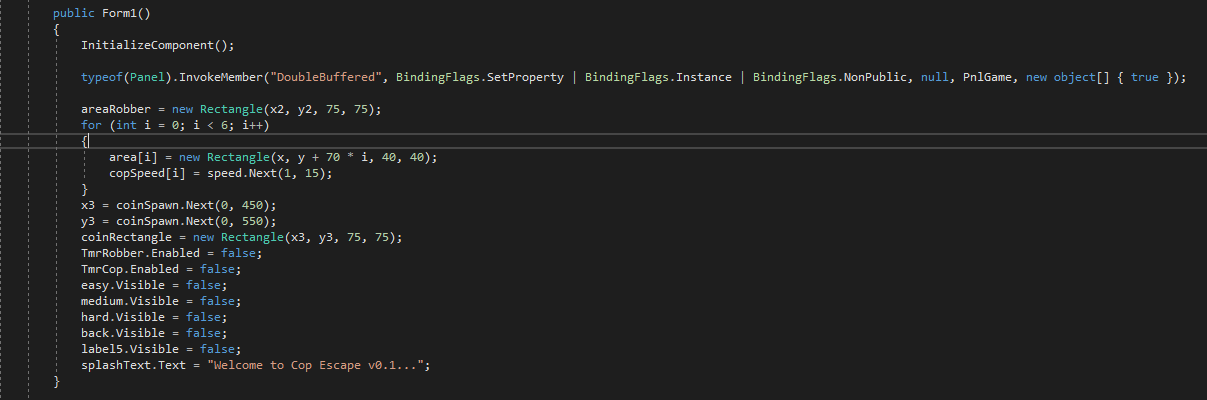 public Form1()
{
InitializeComponent();
typeof(Panel).InvokeMember("DoubleBuffered", BindingFlags.SetProperty | BindingFlags.Instance | BindingFlags.NonPublic, null, PnlGame, new object[] { true });
areaRobber = new Rectangle(x2, y2, 75, 75);
for (int i = 0; i < 6; i++)
{
area[i] = new Rectangle(x, y + 70 * i, 40, 40);
copSpeed[i] = speed.Next(1, 15);
}
x3 = coinSpawn.Next(0, 450);
y3 = coinSpawn.Next(0, 550);
coinRectangle = new Rectangle(x3, y3, 75, 75);
TmrRobber.Enabled = false;
TmrCop.Enabled = false;
easy.Visible = false;
medium.Visible = false;
hard.Visible = false;
back.Visible = false;
label5.Visible = false;
splashText.Text = "Welcome to Cop Escape v0.1...";
}